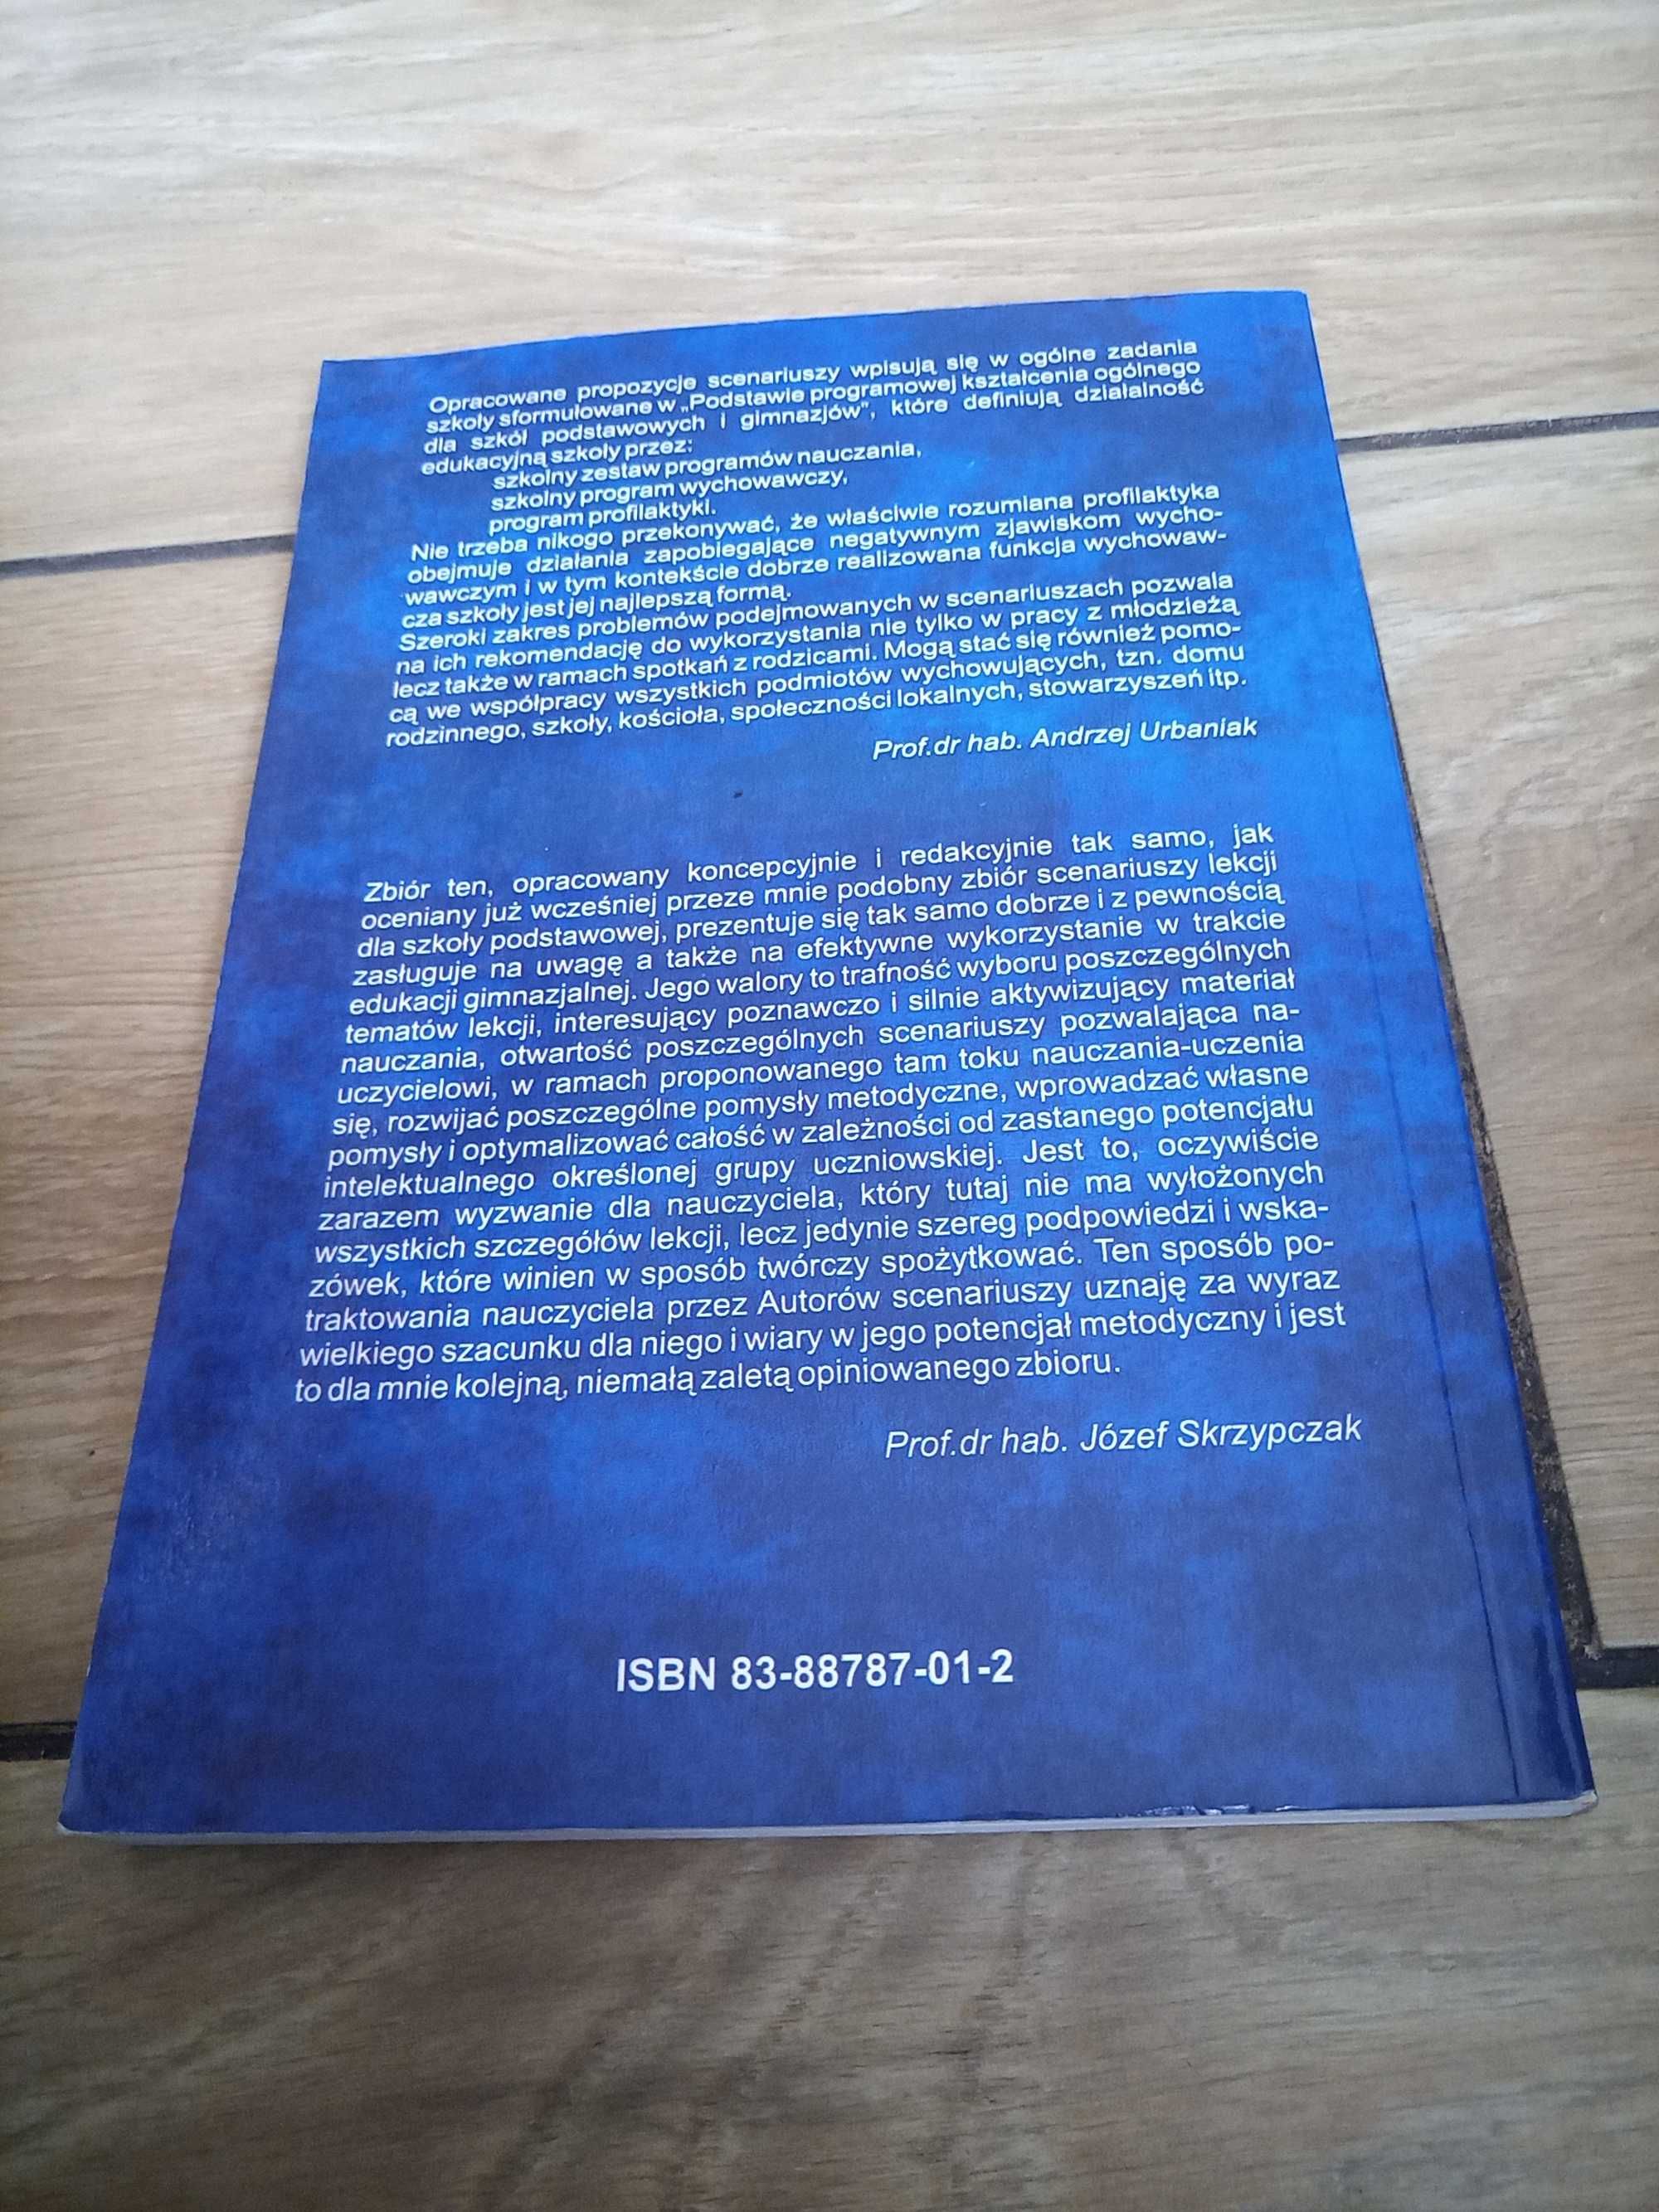 Opracowane propozycje scenariuszy wpisują się w ogólne zadania
szkoły sformułowane w „Podstawie programowej kształcenia ogólnego
dla szkół podstawowych i gimnazjów", które definiują działalność
edukacyjną szkoły przez:
szkolny zestaw programów nauczania,
szkolny program wychowawczy,
program profilaktyki.
Nie trzeba nikogo przekonywać, że właściwie rozumiana profilaktyka
obejmuje działania zapobiegające negatywnym zjawiskom wycho-
wawczym i w tym kontekście dobrze realizowana funkcja wychowaw-
cza szkoły jest jej najlepszą formą.
Szeroki zakres problemów podejmowanych w scenariuszach pozwala
na ich rekomendację do wykorzystania nie tylko w pracy z młodzieżą
lecz także w ramach spotkań z rodzicami. Mogą stać się również pomo-
cą we współpracy wszystkich podmiotów wychowujących, tzn. domu
rodzinnego, szkoły, kościoła, społeczności lokalnych, stowarzyszeń itp.
Prof.dr hab. Andrzej Urbaniak
Zbiór ten, opracowany koncepcyjnie i redakcyjnie tak samo, jak
oceniany już wcześniej przeze mnie podobny zbiór scenariuszy lekcji
dla szkoły podstawowej, prezentuje się tak samo dobrze i z pewnością
zasługuje na uwagę a także na efektywne wykorzystanie w trakcie
edukacji gimnazjalnej. Jego walory to trafność wyboru poszczególnych
tematów lekcji, interesujący poznawczo i silnie aktywizujący materiał
nauczania, otwartość poszczególnych scenariuszy pozwalająca na-
uczycielowi, w ramach proponowanego tam toku nauczania-uczenia
się, rozwijać poszczególne pomysły metodyczne, wprowadzać własne
pomysły i optymalizować całość w zależności od zastanego potencjału
intelektualnego określonej grupy uczniowskiej. Jest to, oczywiście
zarazem wyzwanie dla nauczyciela, który tutaj nie ma wyłożonych
wszystkich szczegółów lekcji, lecz jedynie szereg podpowiedzi i wska-
zówek, które winien w sposób twórczy spożytkować. Ten sposób po-
traktowania nauczyciela przez Autorów scenariuszy uznaję za wyraz
wielkiego szacunku dla niego i wiary w jego potencjał metodyczny i jest
to dla mnie kolejną, niemałą zaletą opiniowanego zbioru.
Prof.dr hab. Józef Skrzypczak
ISBN 83-88787-01-2